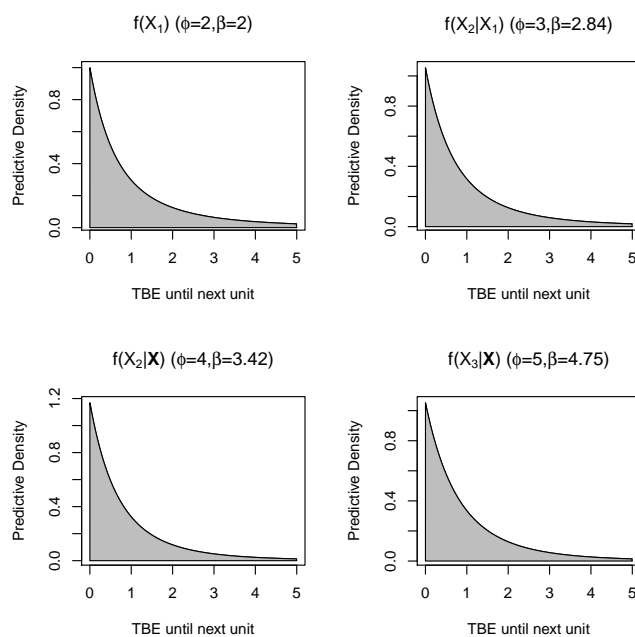 f(X₁) (ϕ=2,β=2)
Predictive Density
0.0 0.4 0.8
0 1 2 3 4 5
TBE until next unit
f(X₂|X₁) (ϕ=3,β=2.84)
Predictive Density
0.0 0.4 0.8
0 1 2 3 4 5
TBE until next unit
f(X₂|X) (ϕ=4,β=3.42)
Predictive Density
0.0 0.4 0.8 1.2
0 1 2 3 4 5
TBE until next unit
f(X₃|X) (ϕ=5,β=4.75)
Predictive Density
0.0 0.4 0.8
0 1 2 3 4 5
TBE until next unit